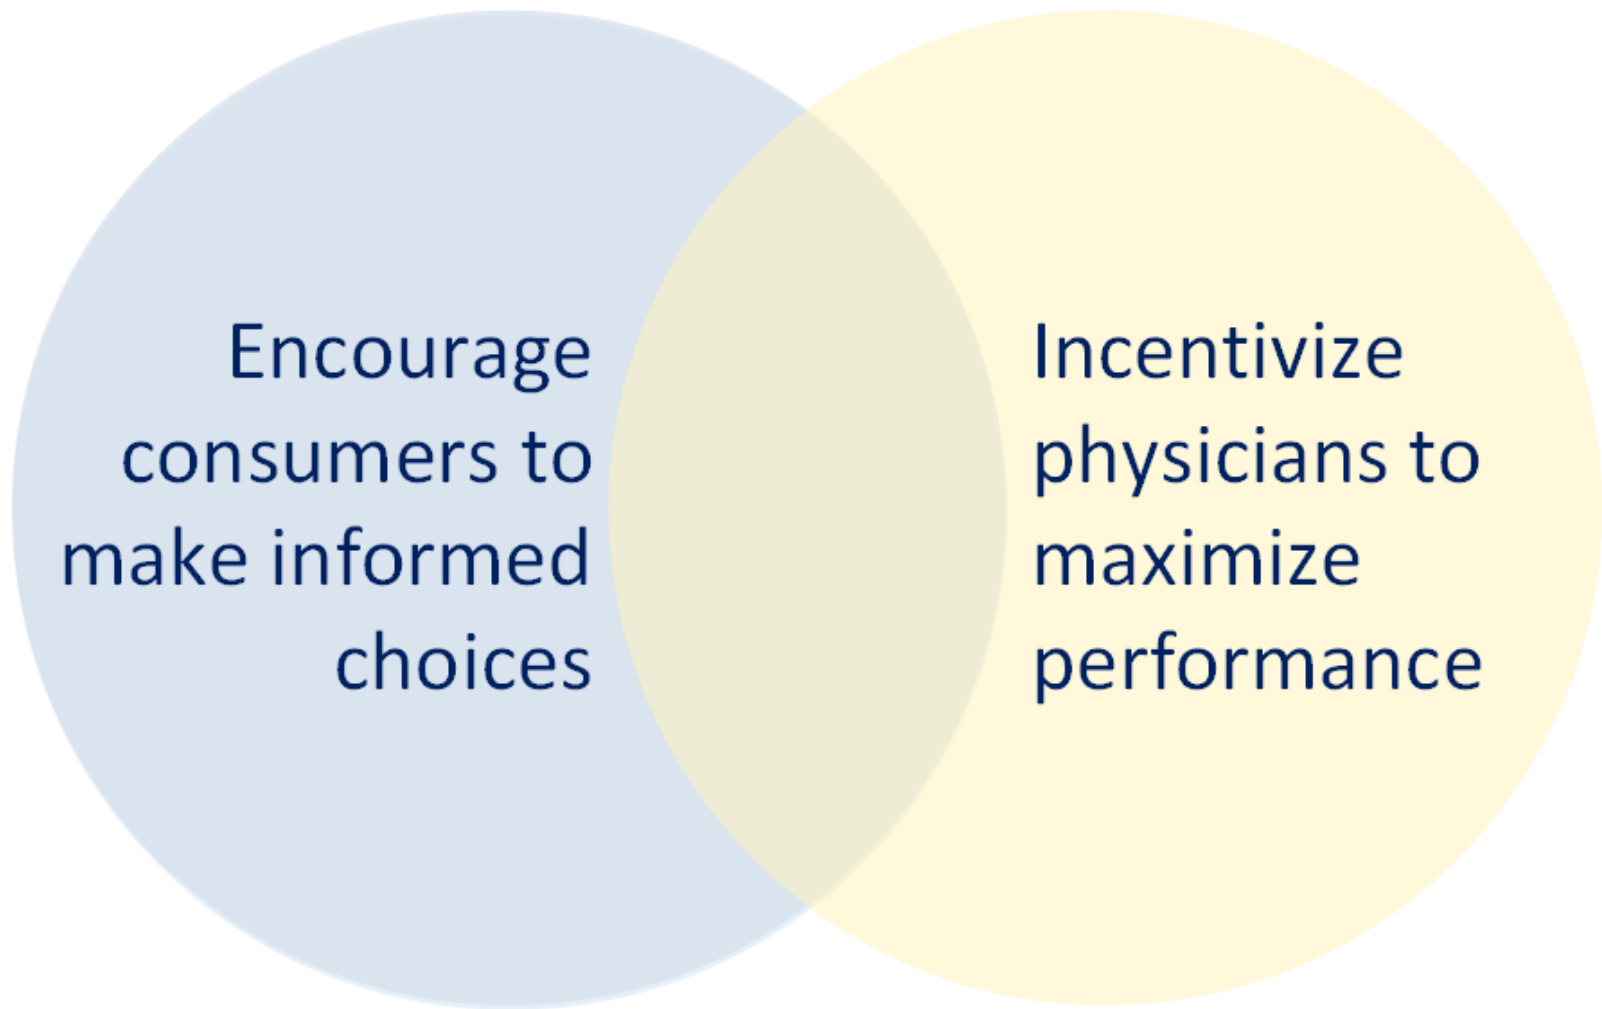 Encourage
consumers to
make informed
choices
Incentivize
physicians to
maximize
performance